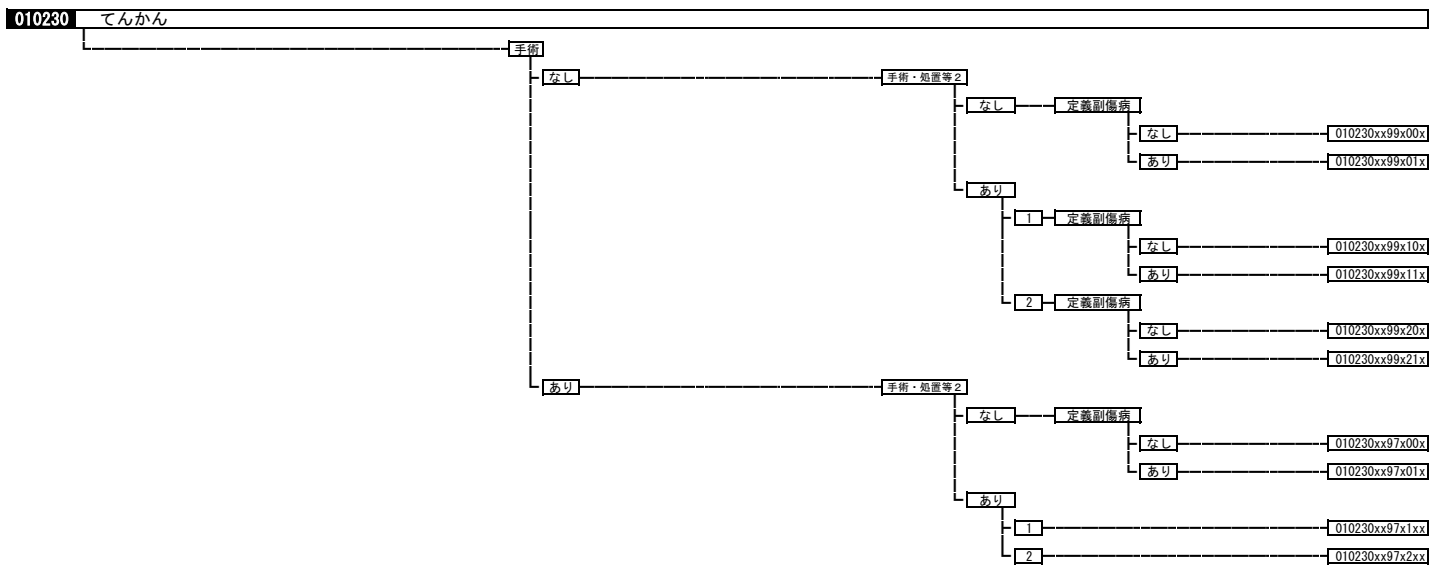 010230 てんかん
手術
なし 手術・処置等2
なし 定義副傷病
なし 010230xx99x00x
あり 010230xx99x01x
あり
1 定義副傷病
なし 010230xx99x10x
あり 010230xx99x11x
2 定義副傷病
なし 010230xx99x20x
あり 010230xx99x21x
あり 手術・処置等2
なし 定義副傷病
なし 010230xx97x00x
あり 010230xx97x01x
あり
1 010230xx97x1xx
2 010230xx97x2xx